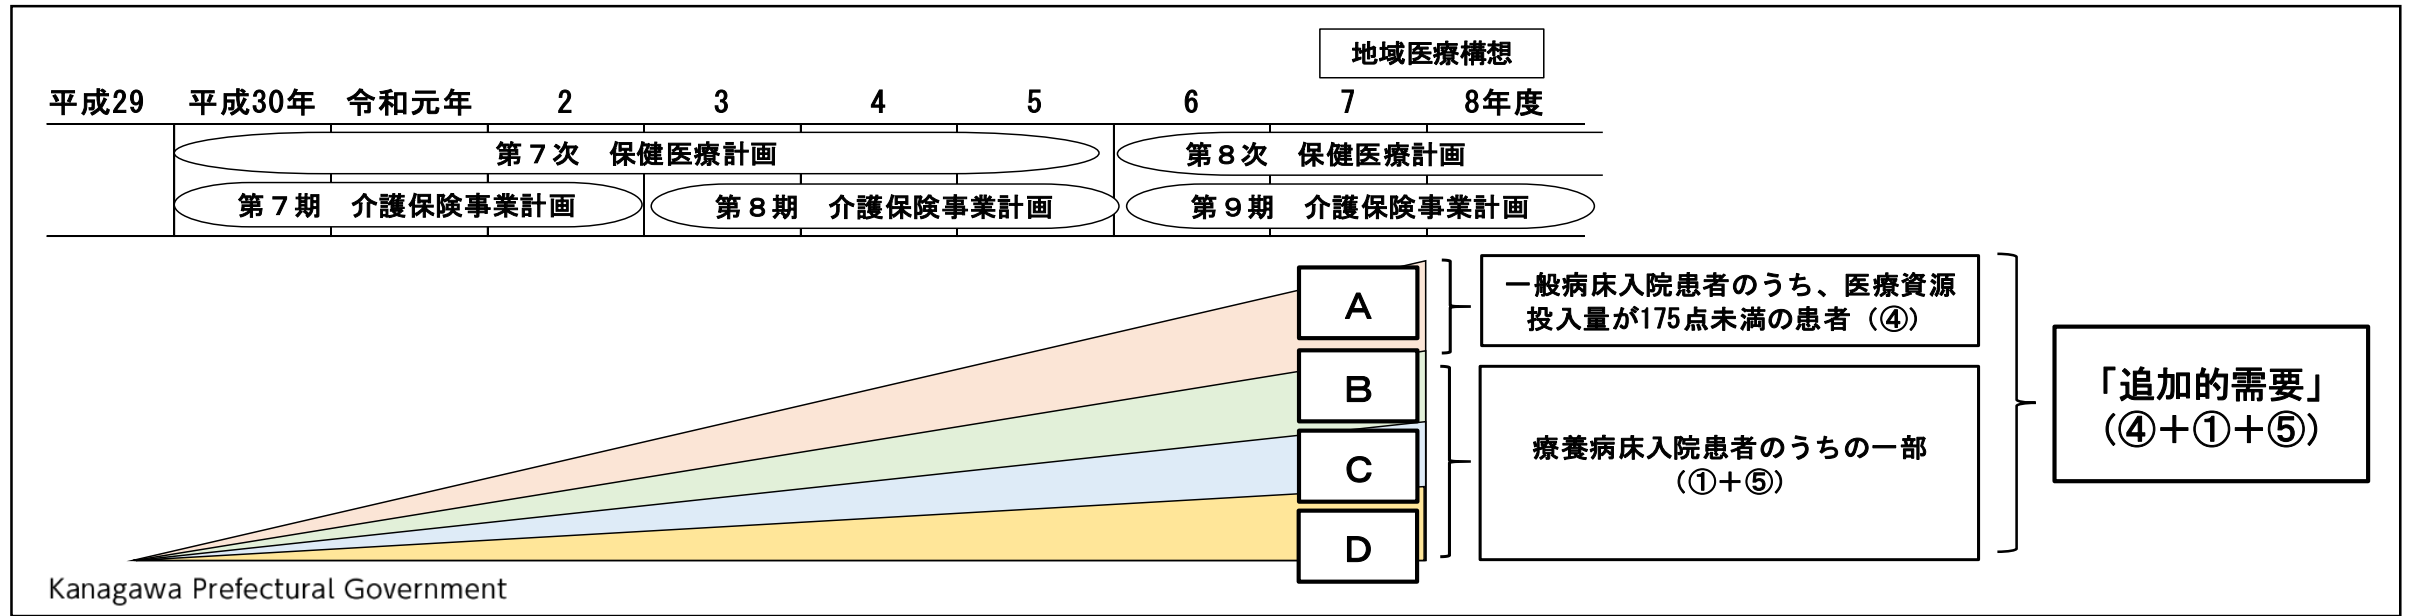 地域医療構想
平成29 平成30年 令和元年 2 3 4 5 6 7 8年度
第７次　保健医療計画 第８次　保健医療計画
第７期　介護保険事業計画 第８期　介護保険事業計画 第９期　介護保険事業計画
A
B
C
D
一般病床入院患者のうち、医療資源
投入量が175点未満の患者（④）
療養病床入院患者のうちの一部
（①＋⑤）
「追加的需要」
（④＋①＋⑤）
Kanagawa Prefectural Government